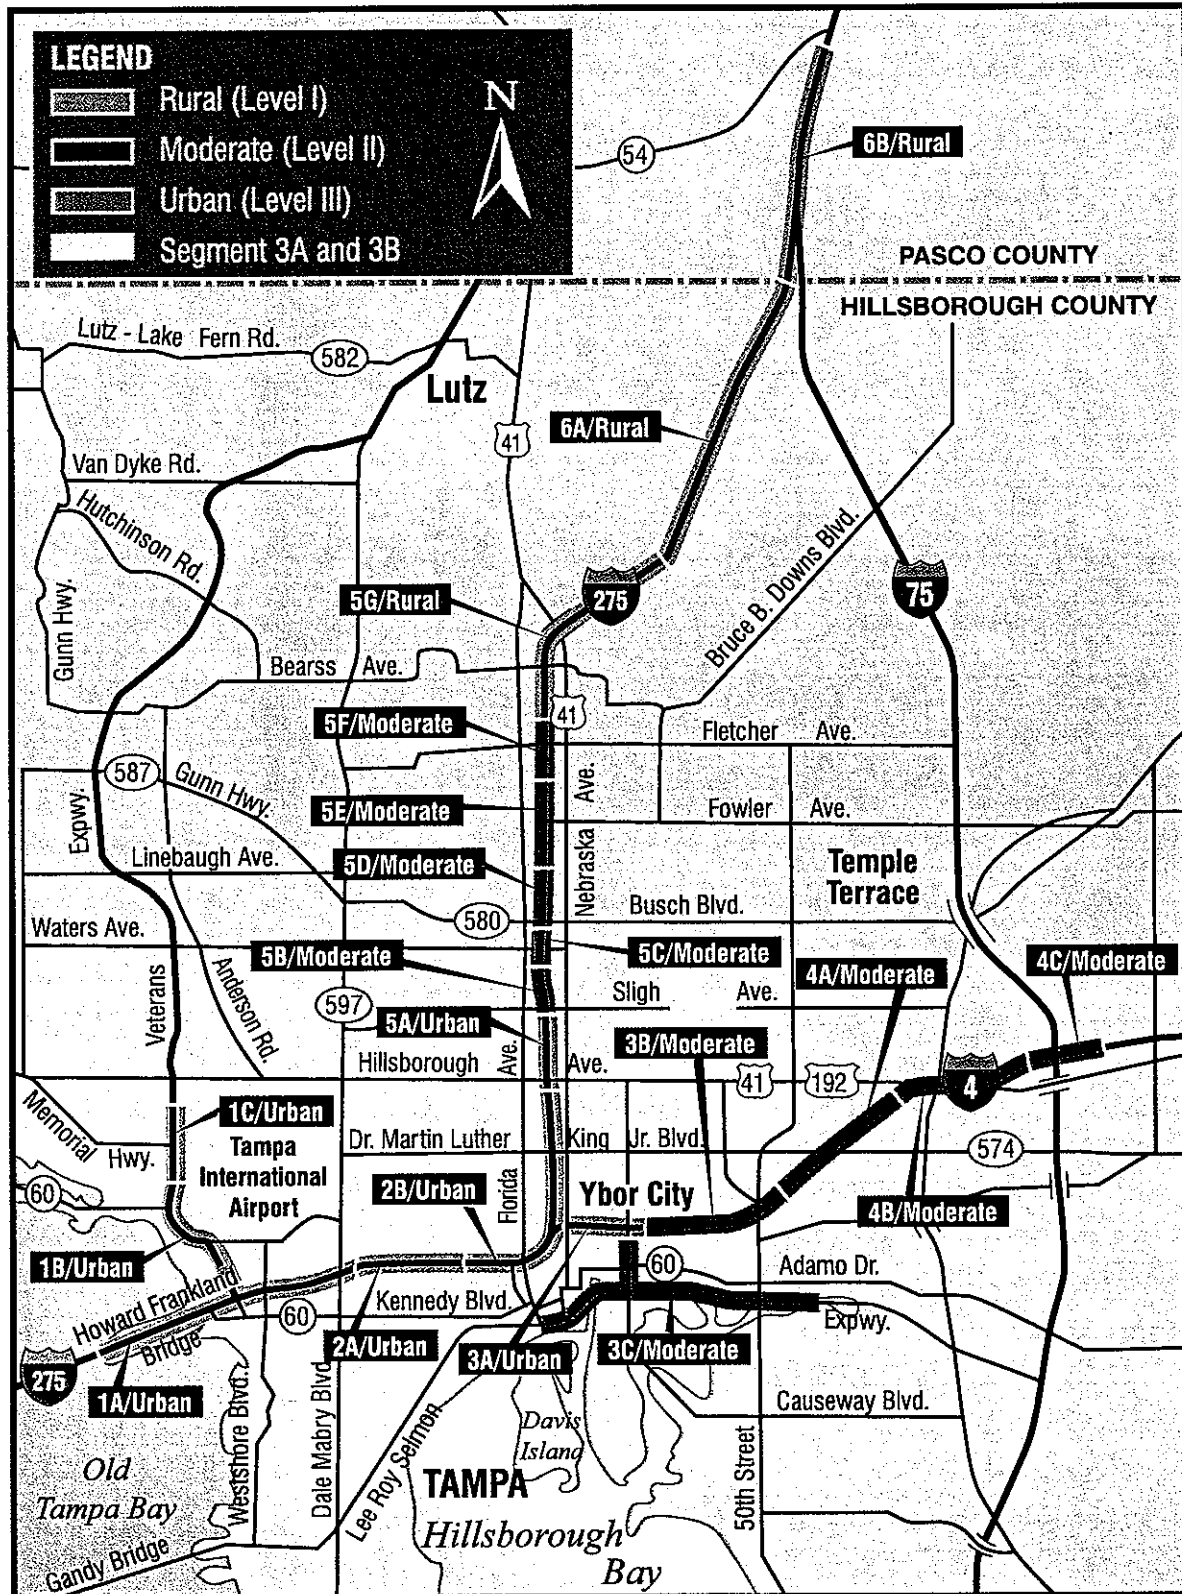 LEGEND
Rural (Level I)
Moderate (Level II)
Urban (Level III)
Segment 3A and 3B
N
54
6B/Rural
PASCO COUNTY
HILLSBOROUGH COUNTY
Lutz - Lake Fern Rd.
582
Lutz
41
6A/Rural
Van Dyke Rd.
Hutchinson Rd.
Gunn Hwy.
Bruce B. Downs Blvd.
275
75
5G/Rural
Bearss Ave.
41
5F/Moderate
Fletcher Ave.
587
Gunn Hwy.
5E/Moderate
Ave.
Fowler Ave.
Expwy.
Linebaugh Ave.
5D/Moderate
Nebraska
Temple
Terrace
Waters Ave.
580
Busch Blvd.
5B/Moderate
5C/Moderate
4A/Moderate
4C/Moderate
Veterans
Anderson Rd.
597
Sligh Ave.
5A/Urban
3B/Moderate
Hillsborough Ave.
Ave.
41
192
4
Memorial
Hwy.
1C/Urban
Dr. Martin Luther King Jr. Blvd.
574
Tampa
International
Airport
60
2B/Urban
Florida
Ybor City
4B/Moderate
1B/Urban
60
Adamo Dr.
Howard Frankland
Bridge
60
Kennedy Blvd.
Expwy.
2A/Urban
3A/Urban
3C/Moderate
275
1A/Urban
Westshore Blvd.
Dale Mabry Blvd.
Lee Roy Selmon
Davis
Island
Causeway Blvd.
50th Street
Old
Tampa Bay
TAMPA
Hillsborough
Bay
Gandy Bridge